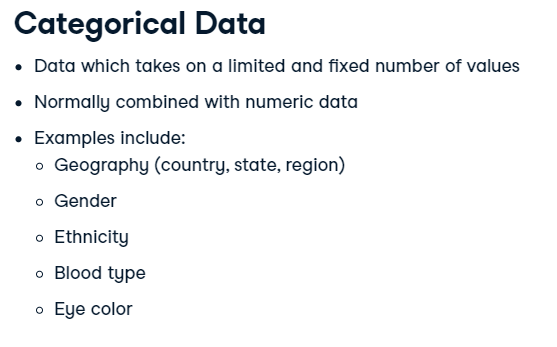 Categorical Data
• Data which takes on a limited and fixed number of values
• Normally combined with numeric data
• Examples include:
○ Geography (country, state, region)
○ Gender
○ Ethnicity
○ Blood type
○ Eye color